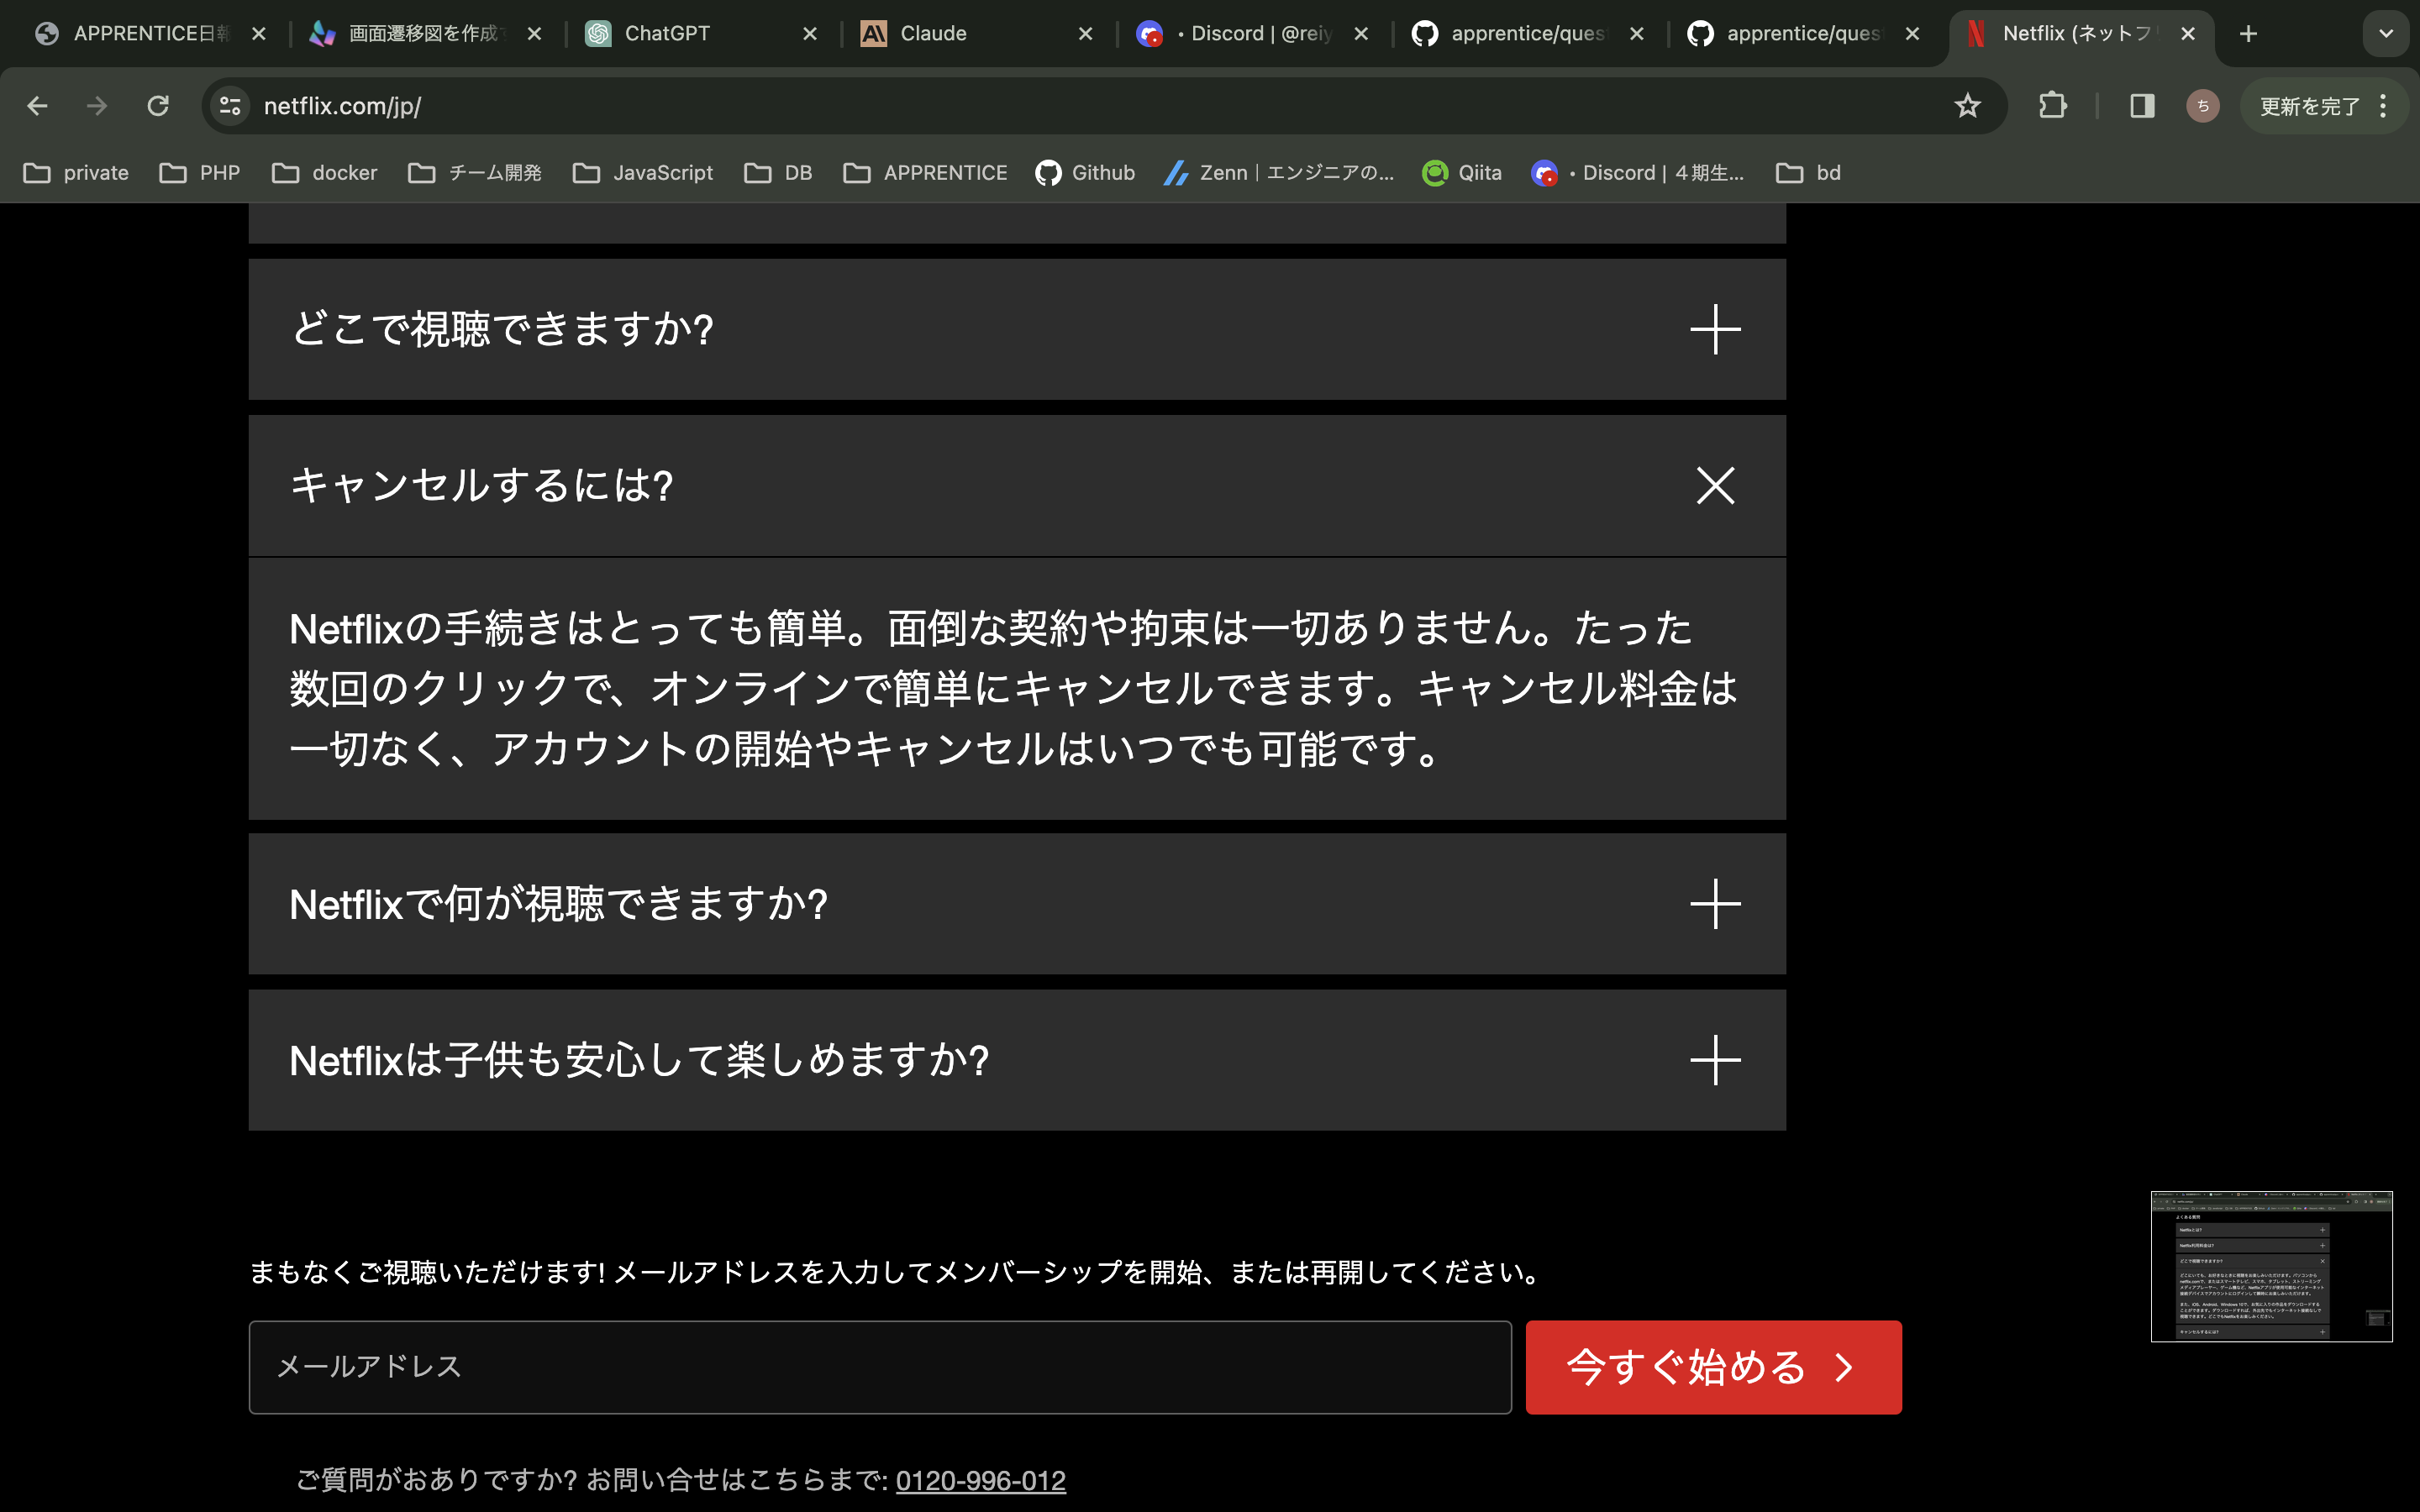 APPRENTICE日報
画面遷移図を作成
ChatGPT
Claude
• Discord | @reiy
apprentice/ques
apprentice/ques
Netflix (ネットフ
netflix.com/jp/
更新を完了
private
PHP
docker
チーム開発
JavaScript
DB
APPRENTICE
Github
Zenn｜エンジニアの...
Qiita
• Discord | ４期生...
bd
どこで視聴できますか?
キャンセルするには?
Netflixの手続きはとっても簡単。面倒な契約や拘束は一切ありません。たった
数回のクリックで、オンラインで簡単にキャンセルできます。キャンセル料金は
一切なく、アカウントの開始やキャンセルはいつでも可能です。
Netflixで何が視聴できますか?
Netflixは子供も安心して楽しめますか?
まもなくご視聴いただけます! メールアドレスを入力してメンバーシップを開始、または再開してください。
メールアドレス
今すぐ始める
ご質問がおありですか? お問い合せはこちらまで: 0120-996-012